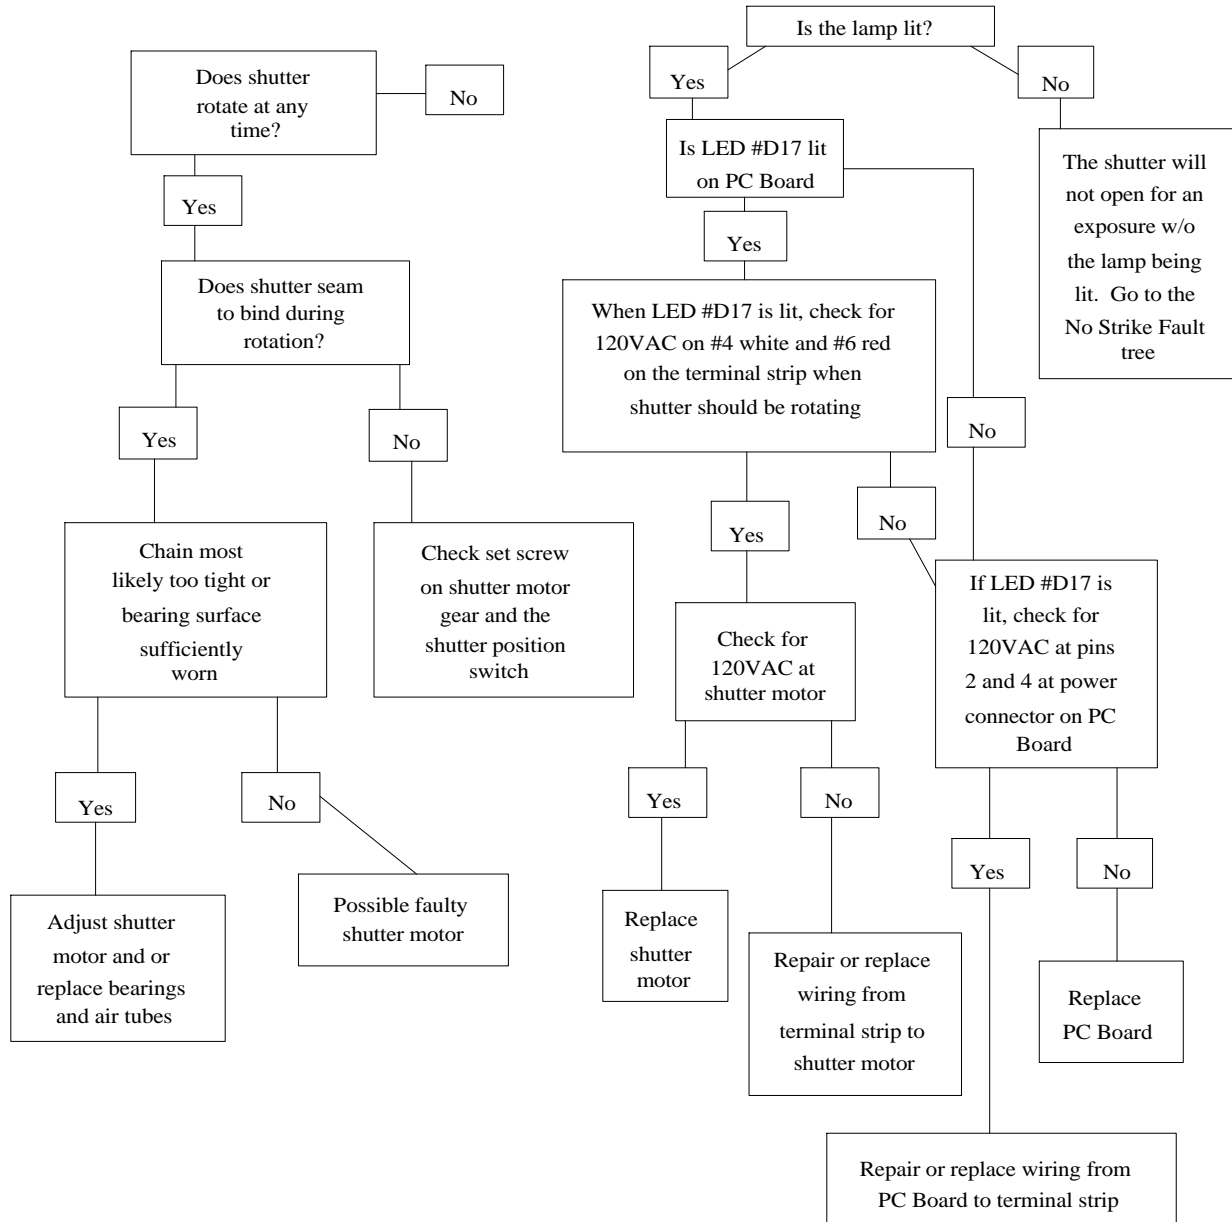 Does shutter
rotate at any
time?
No
Yes
Does shutter seam
to bind during
rotation?
Yes
No
Chain most
likely too tight or
bearing surface
sufficiently
worn
Check set screw
on shutter motor
gear and the
shutter position
switch
Yes
No
Adjust shutter
motor and or
replace bearings
and air tubes
Possible faulty
shutter motor
Is the lamp lit?
Yes
No
Is LED #D17 lit
on PC Board
The shutter will
not open for an
exposure w/o
the lamp being
lit. Go to the
No Strike Fault
tree
Yes
No
When LED #D17 is lit, check for
120VAC on #4 white and #6 red
on the terminal strip when
shutter should be rotating
Yes
No
Check for
120VAC at
shutter motor
If LED #D17 is
lit, check for
120VAC at pins
2 and 4 at power
connector on PC
Board
Yes
No
Yes
No
Replace
shutter
motor
Repair or replace
wiring from
terminal strip to
shutter motor
Replace
PC Board
Repair or replace wiring from
PC Board to terminal strip